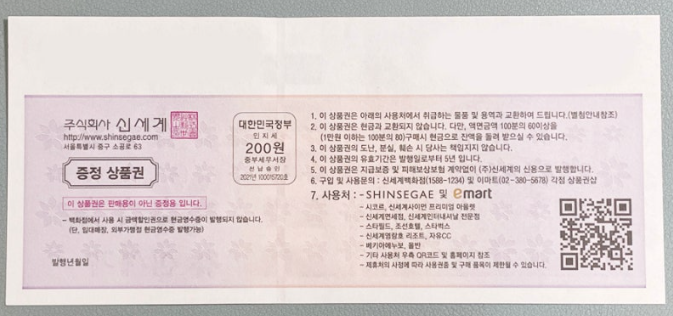 주식회사 신세계
http://www.shinsegae.com
서울특별시 중구 소공로 63
증정 상품권
이 상품권은 판매용이 아닌 증정용 입니다.
- 백화점에서 사용 시 금액할인권으로 현금영수증이 발행되지 않습니다.
(단, 임대매장, 외부가맹점 현금영수증 발행가능)
발행년월일
대한민국정부
인지세
200원
중부세무서장
전납승인
1. 이 상품권은 아래의 사용처에서 취급하는 물품 및 용역과 교환하여 드립니다.(별첨안내참조)
2. 이 상품권은 현금과 교환되지 않습니다. 다만, 액면금액 100분의 60이상을
(1만원 이하는 100분의 80)구매시 현금으로 잔액을 돌려 받으실 수 있습니다.
3. 이 상품권의 도난, 분실, 훼손 시 당사는 책임지지 않습니다.
4. 이 상품권의 유효기간은 발행일로부터 5년 입니다.
5. 이 상품권은 지급보증 및 피해보상보험 계약없이 (주)신세계의 신용으로 발행합니다.
6. 구입 및 사용문의 : 신세계백화점(1588-1234) 및 이마트(02-380-5678) 각점 상품권샵
7. 사용처 : - SHINSEGAE 및 emart
- 시코르, 신세계사이먼 프리미엄 아울렛
- 신세계면세점, 신세계인터내셔날 전문점
- 스타필드, 조선호텔, 스타벅스
- 신세계영랑호 리조트, 자유CC
- 베키아에누보, 올반
- 기타 사용처 우측 QR코드 및 홈페이지 참조
- 제휴처의 사정에 따라 사용권종 및 구매 품목이 제한될 수 있습니다.